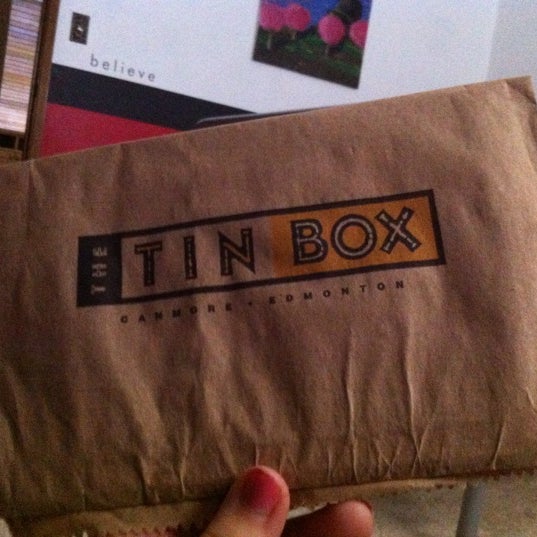 believe
THE TIN BOX
CANMORE • EDMONTON